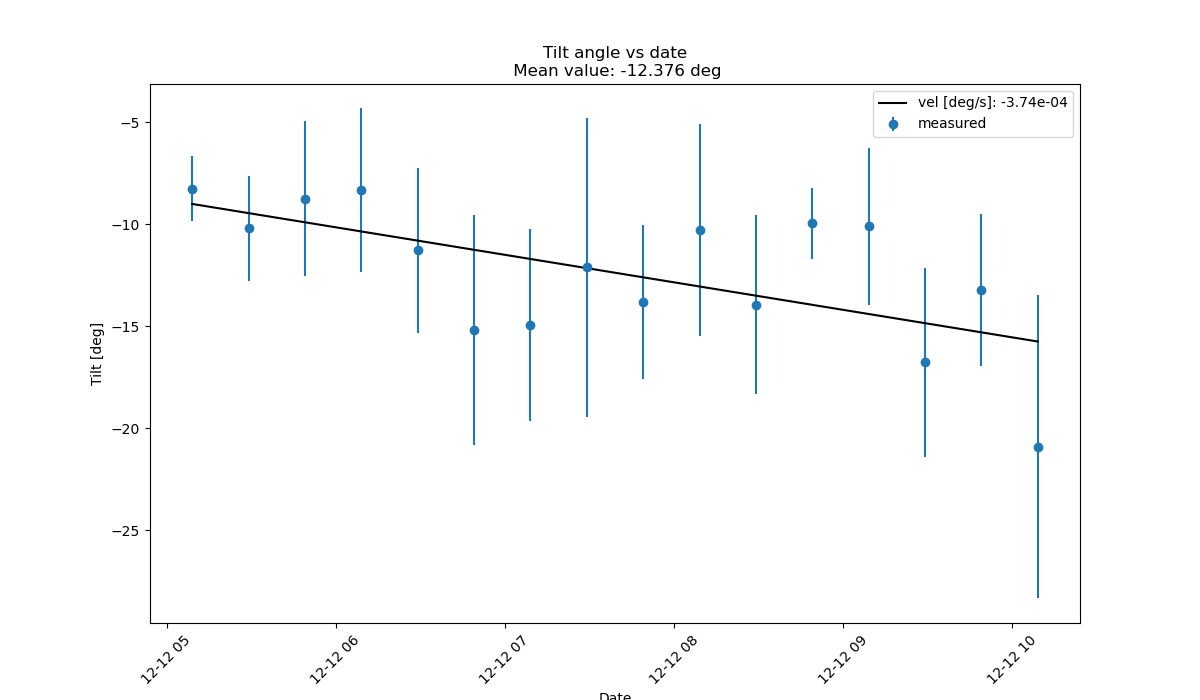 Tilt angle vs date
Mean value: -12.376 deg
vel [deg/s]: -3.74e-04
measured
Tilt [deg]
−5
−10
−15
−20
−25
12-12 05
12-12 06
12-12 07
12-12 08
12-12 09
12-12 10
Date